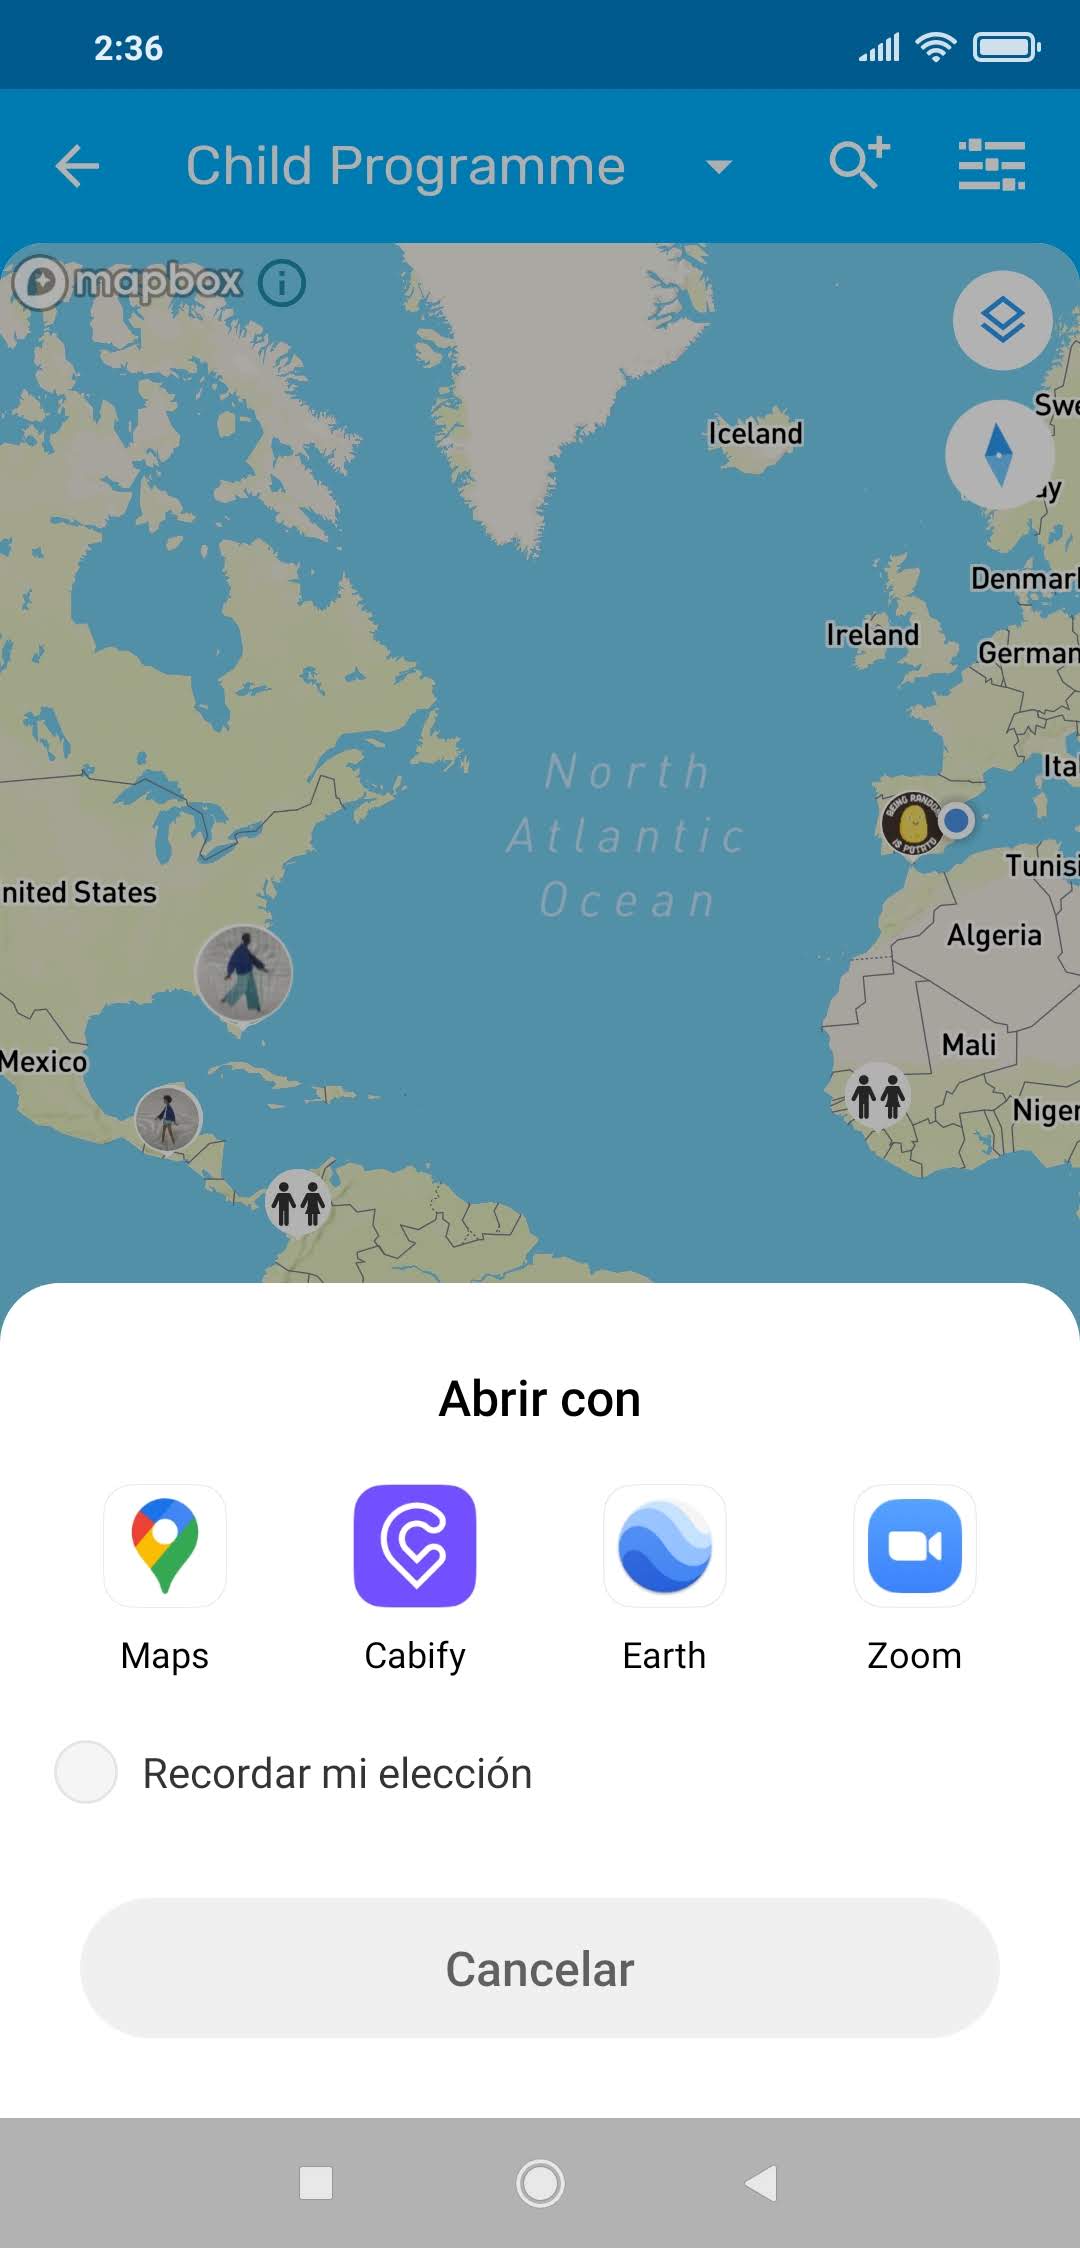 2:36
Child Programme
mapbox
Iceland
Swe
ay
Denmark
Ireland
German
North
Atlantic
Ocean
Ita
BEING RANDOM
IS POTATO
Tunisi
nited States
Algeria
Mali
Mexico
Niger
Abrir con
Maps
Cabify
Earth
Zoom
Recordar mi elección
Cancelar